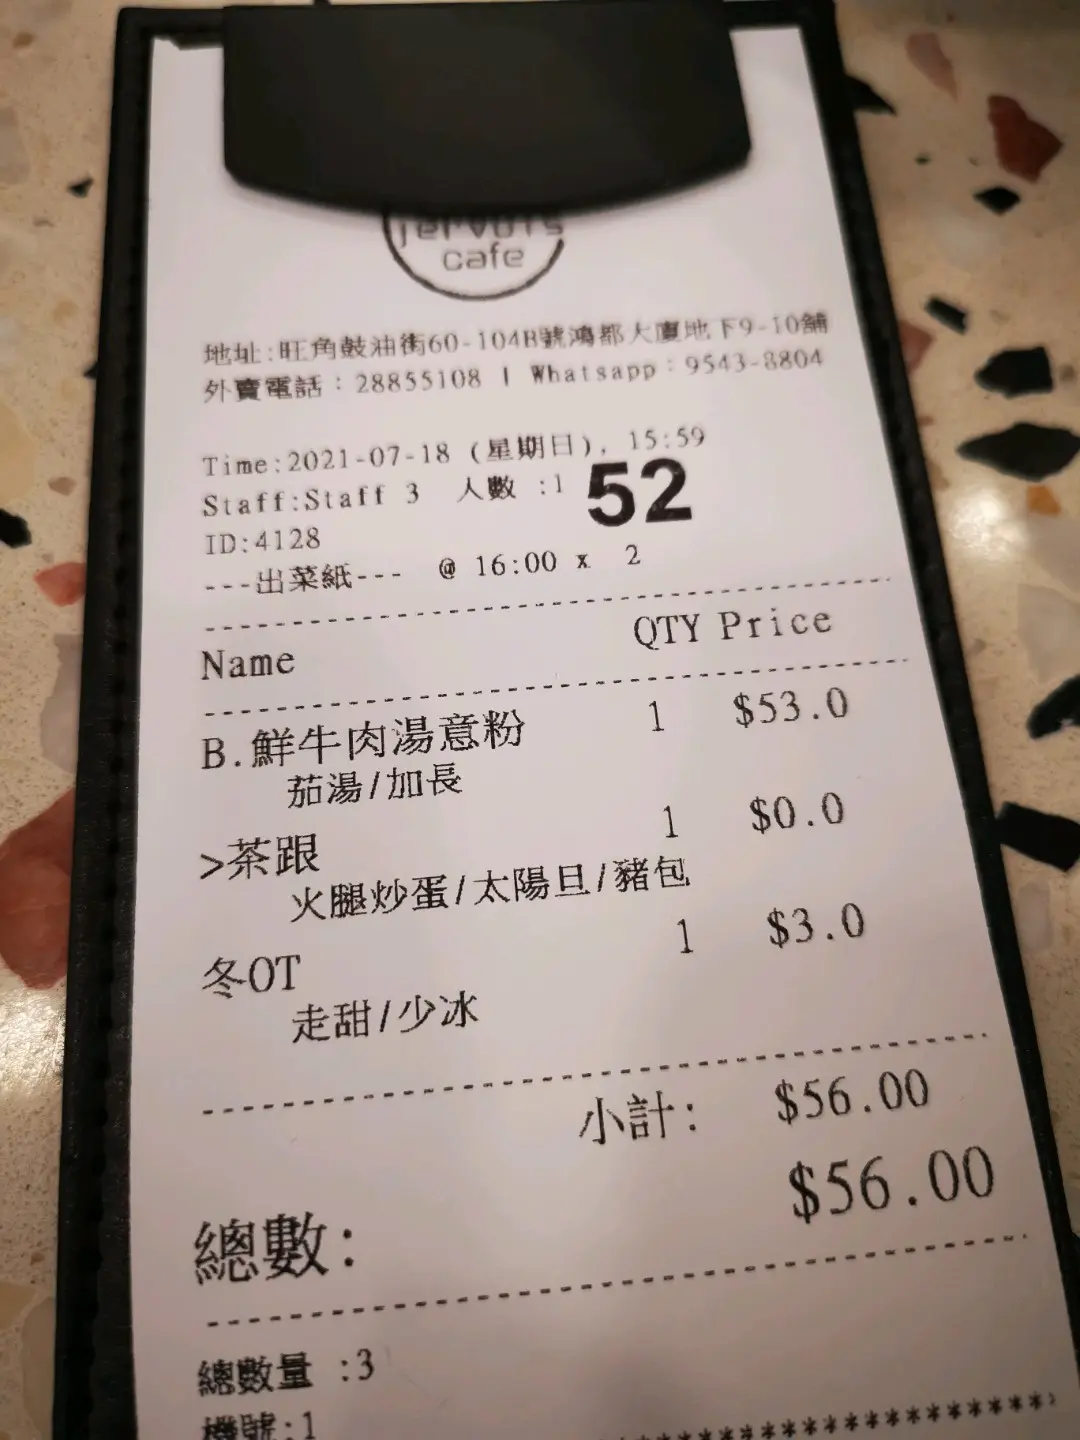 cafe
地址:旺角豉油街60-104B號鴻都大廈地下9-10舖
外賣電話：28855108 | Whatsapp：9543-8804
Time:2021-07-18 (星期日), 15:59
Staff:Staff 3 人數 :1 52
ID:4128
---出菜紙--- @ 16:00 x 2
Name QTY Price
B.鮮牛肉湯意粉 1 $53.0
茄湯/加長
>茶跟 1 $0.0
火腿炒蛋/太陽旦/豬包
冬OT 1 $3.0
走甜/少冰
小計: $56.00
總數: $56.00
總數量 :3
機號:1